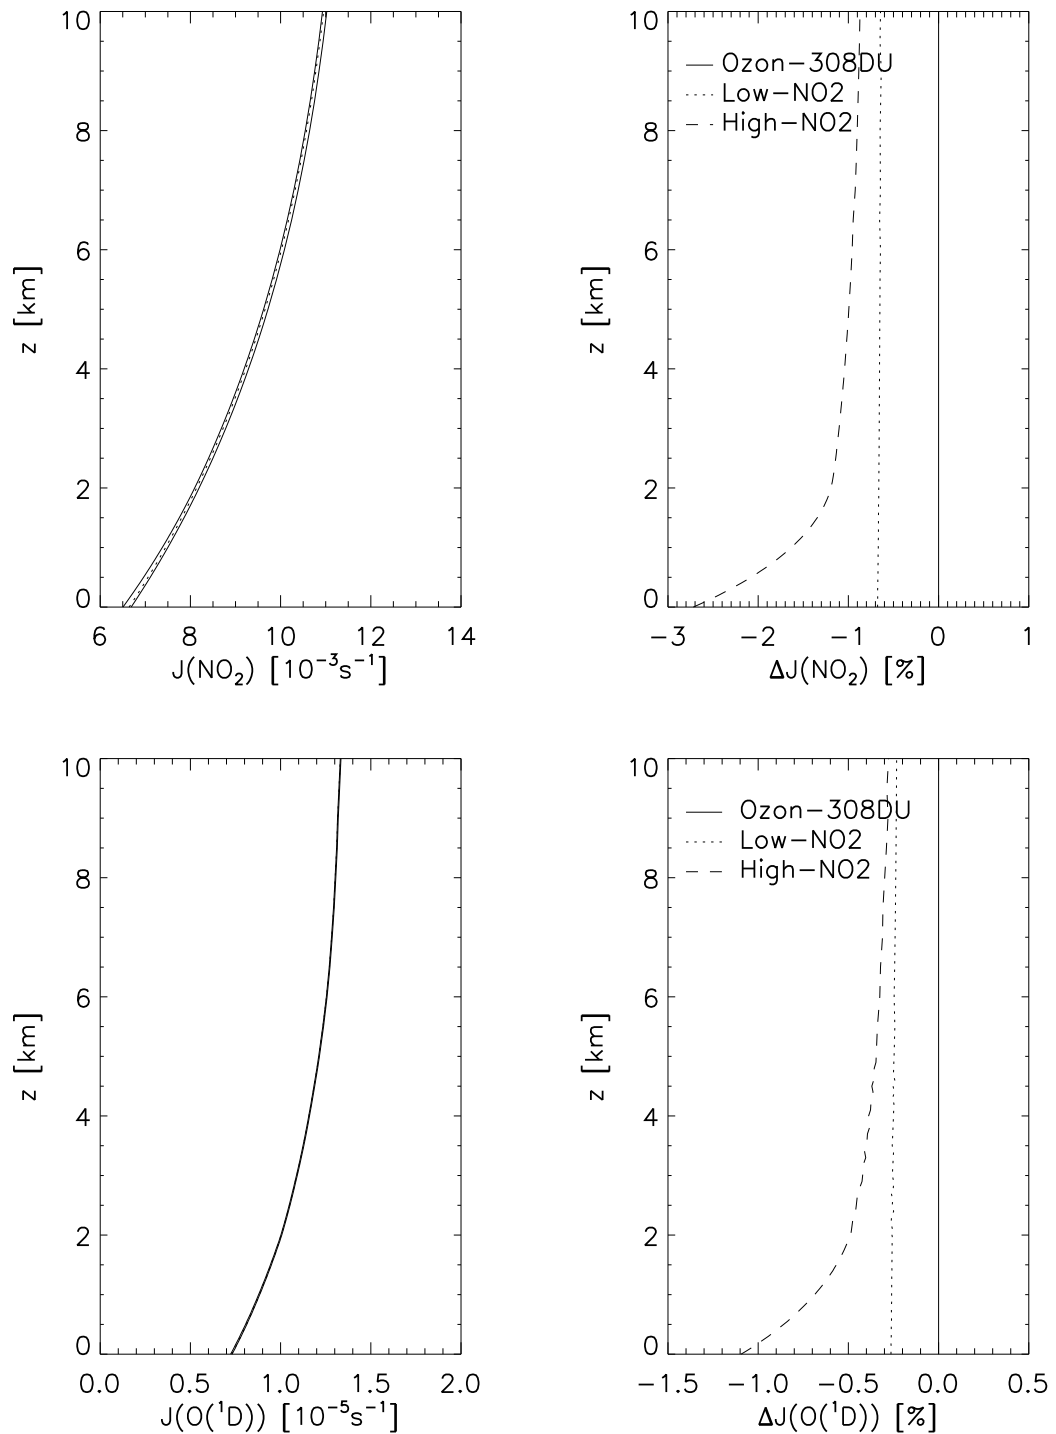 10
8
6
4
2
0
z [km]
6 8 10 12 14
J(NO₂) [10⁻³s⁻¹]
10
8
6
4
2
0
z [km]
Ozon−308DU
Low−NO2
High−NO2
−3 −2 −1 0 1
ΔJ(NO₂) [%]
10
8
6
4
2
0
z [km]
0.0 0.5 1.0 1.5 2.0
J(O(¹D)) [10⁻⁵s⁻¹]
10
8
6
4
2
0
z [km]
Ozon−308DU
Low−NO2
High−NO2
−1.5 −1.0 −0.5 0.0 0.5
ΔJ(O(¹D)) [%]